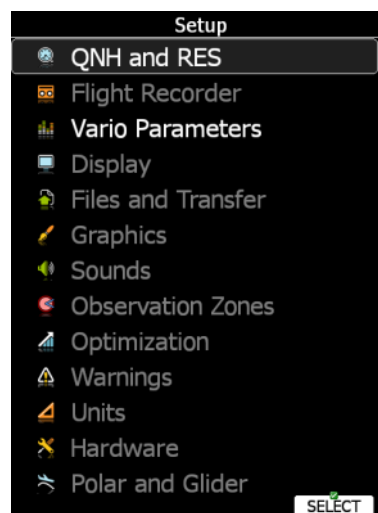 Setup
QNH and RES
Flight Recorder
Vario Parameters
Display
Files and Transfer
Graphics
Sounds
Observation Zones
Optimization
Warnings
Units
Hardware
Polar and Glider
SELECT